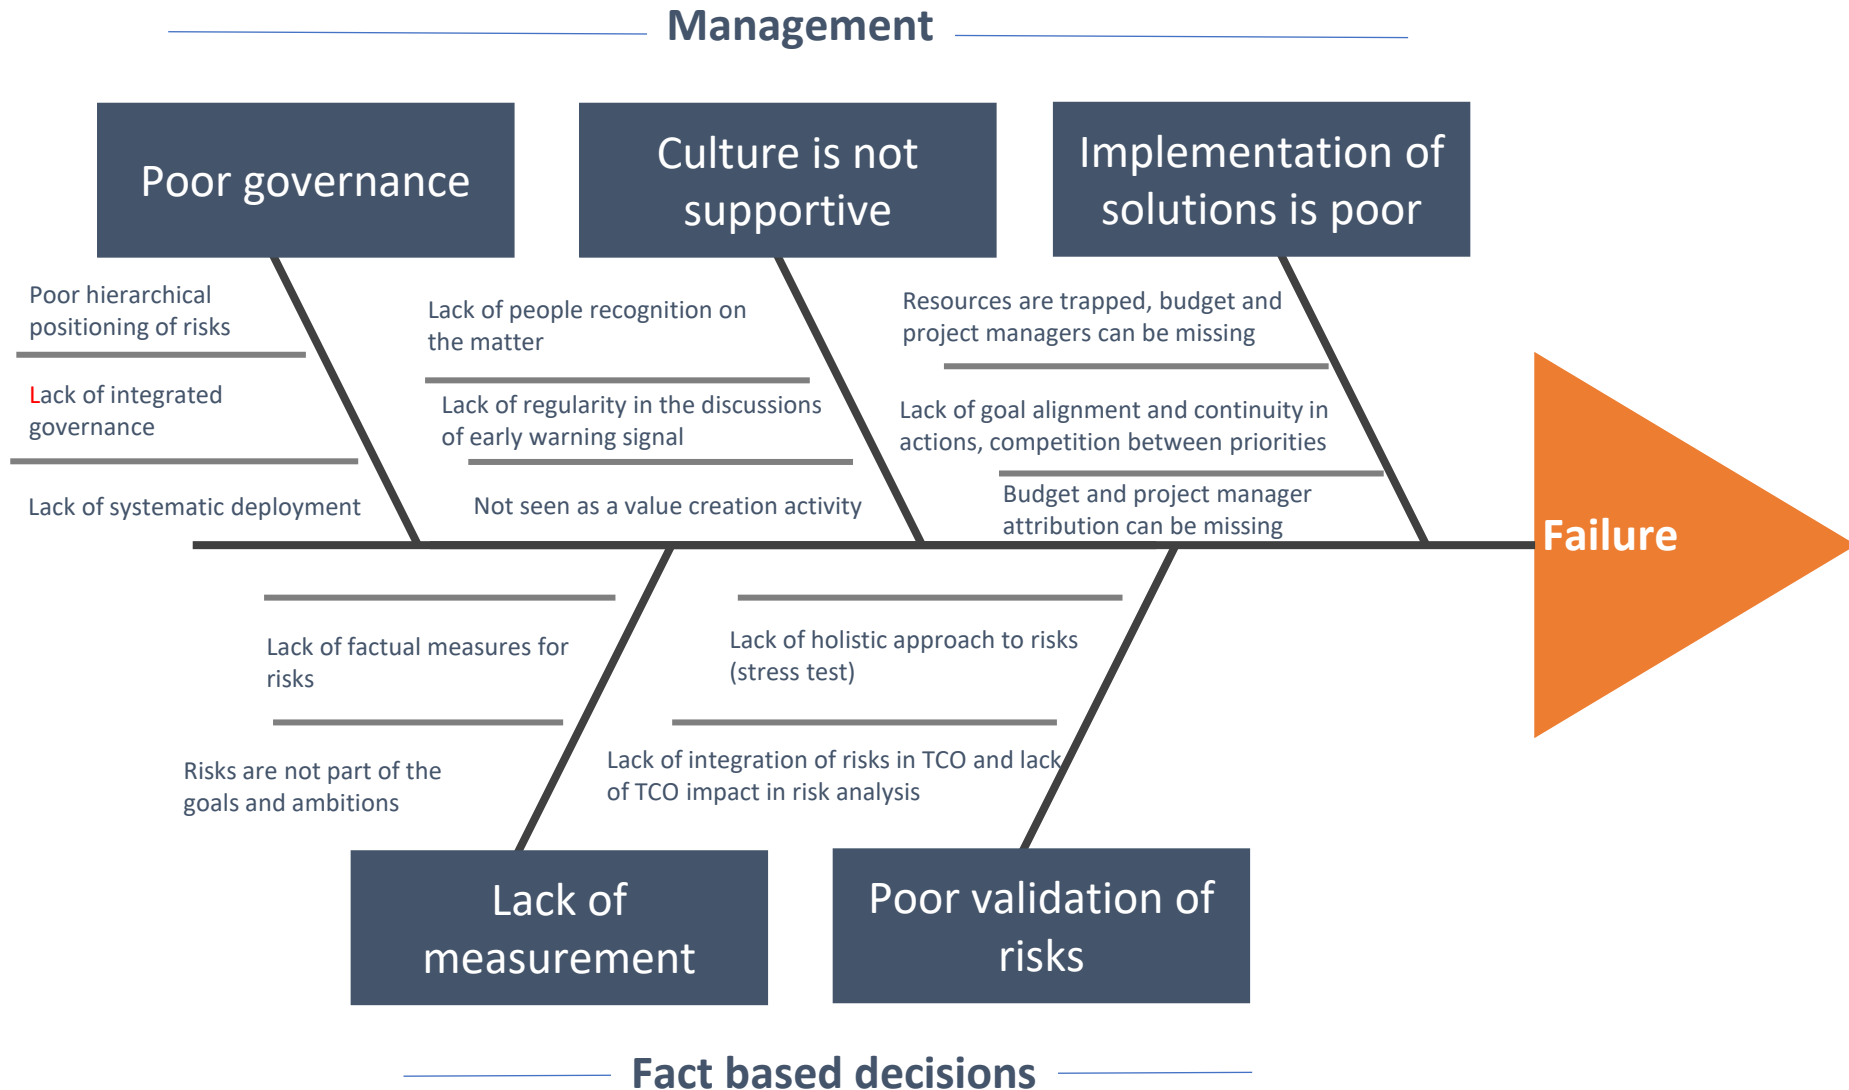 Management
Poor governance
Culture is not
supportive
Implementation of
solutions is poor
Poor hierarchical
positioning of risks
Lack of integrated
governance
Lack of systematic deployment
Lack of people recognition on
the matter
Lack of regularity in the discussions
of early warning signal
Not seen as a value creation activity
Resources are trapped, budget and
project managers can be missing
Lack of goal alignment and continuity in
actions, competition between priorities
Budget and project manager
attribution can be missing
Failure
Lack of factual measures for
risks
Risks are not part of the
goals and ambitions
Lack of holistic approach to risks
(stress test)
Lack of integration of risks in TCO and lack
of TCO impact in risk analysis
Lack of
measurement
Poor validation of
risks
Fact based decisions